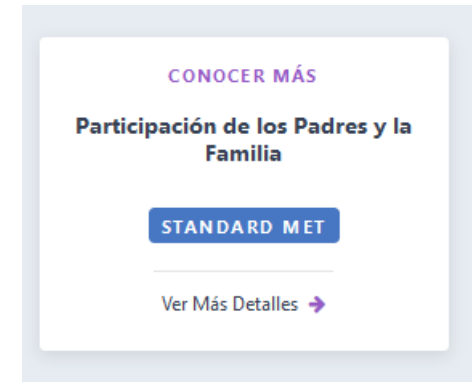 CONOCER MÁS
Participación de los Padres y la
Familia
STANDARD MET
Ver Más Detalles